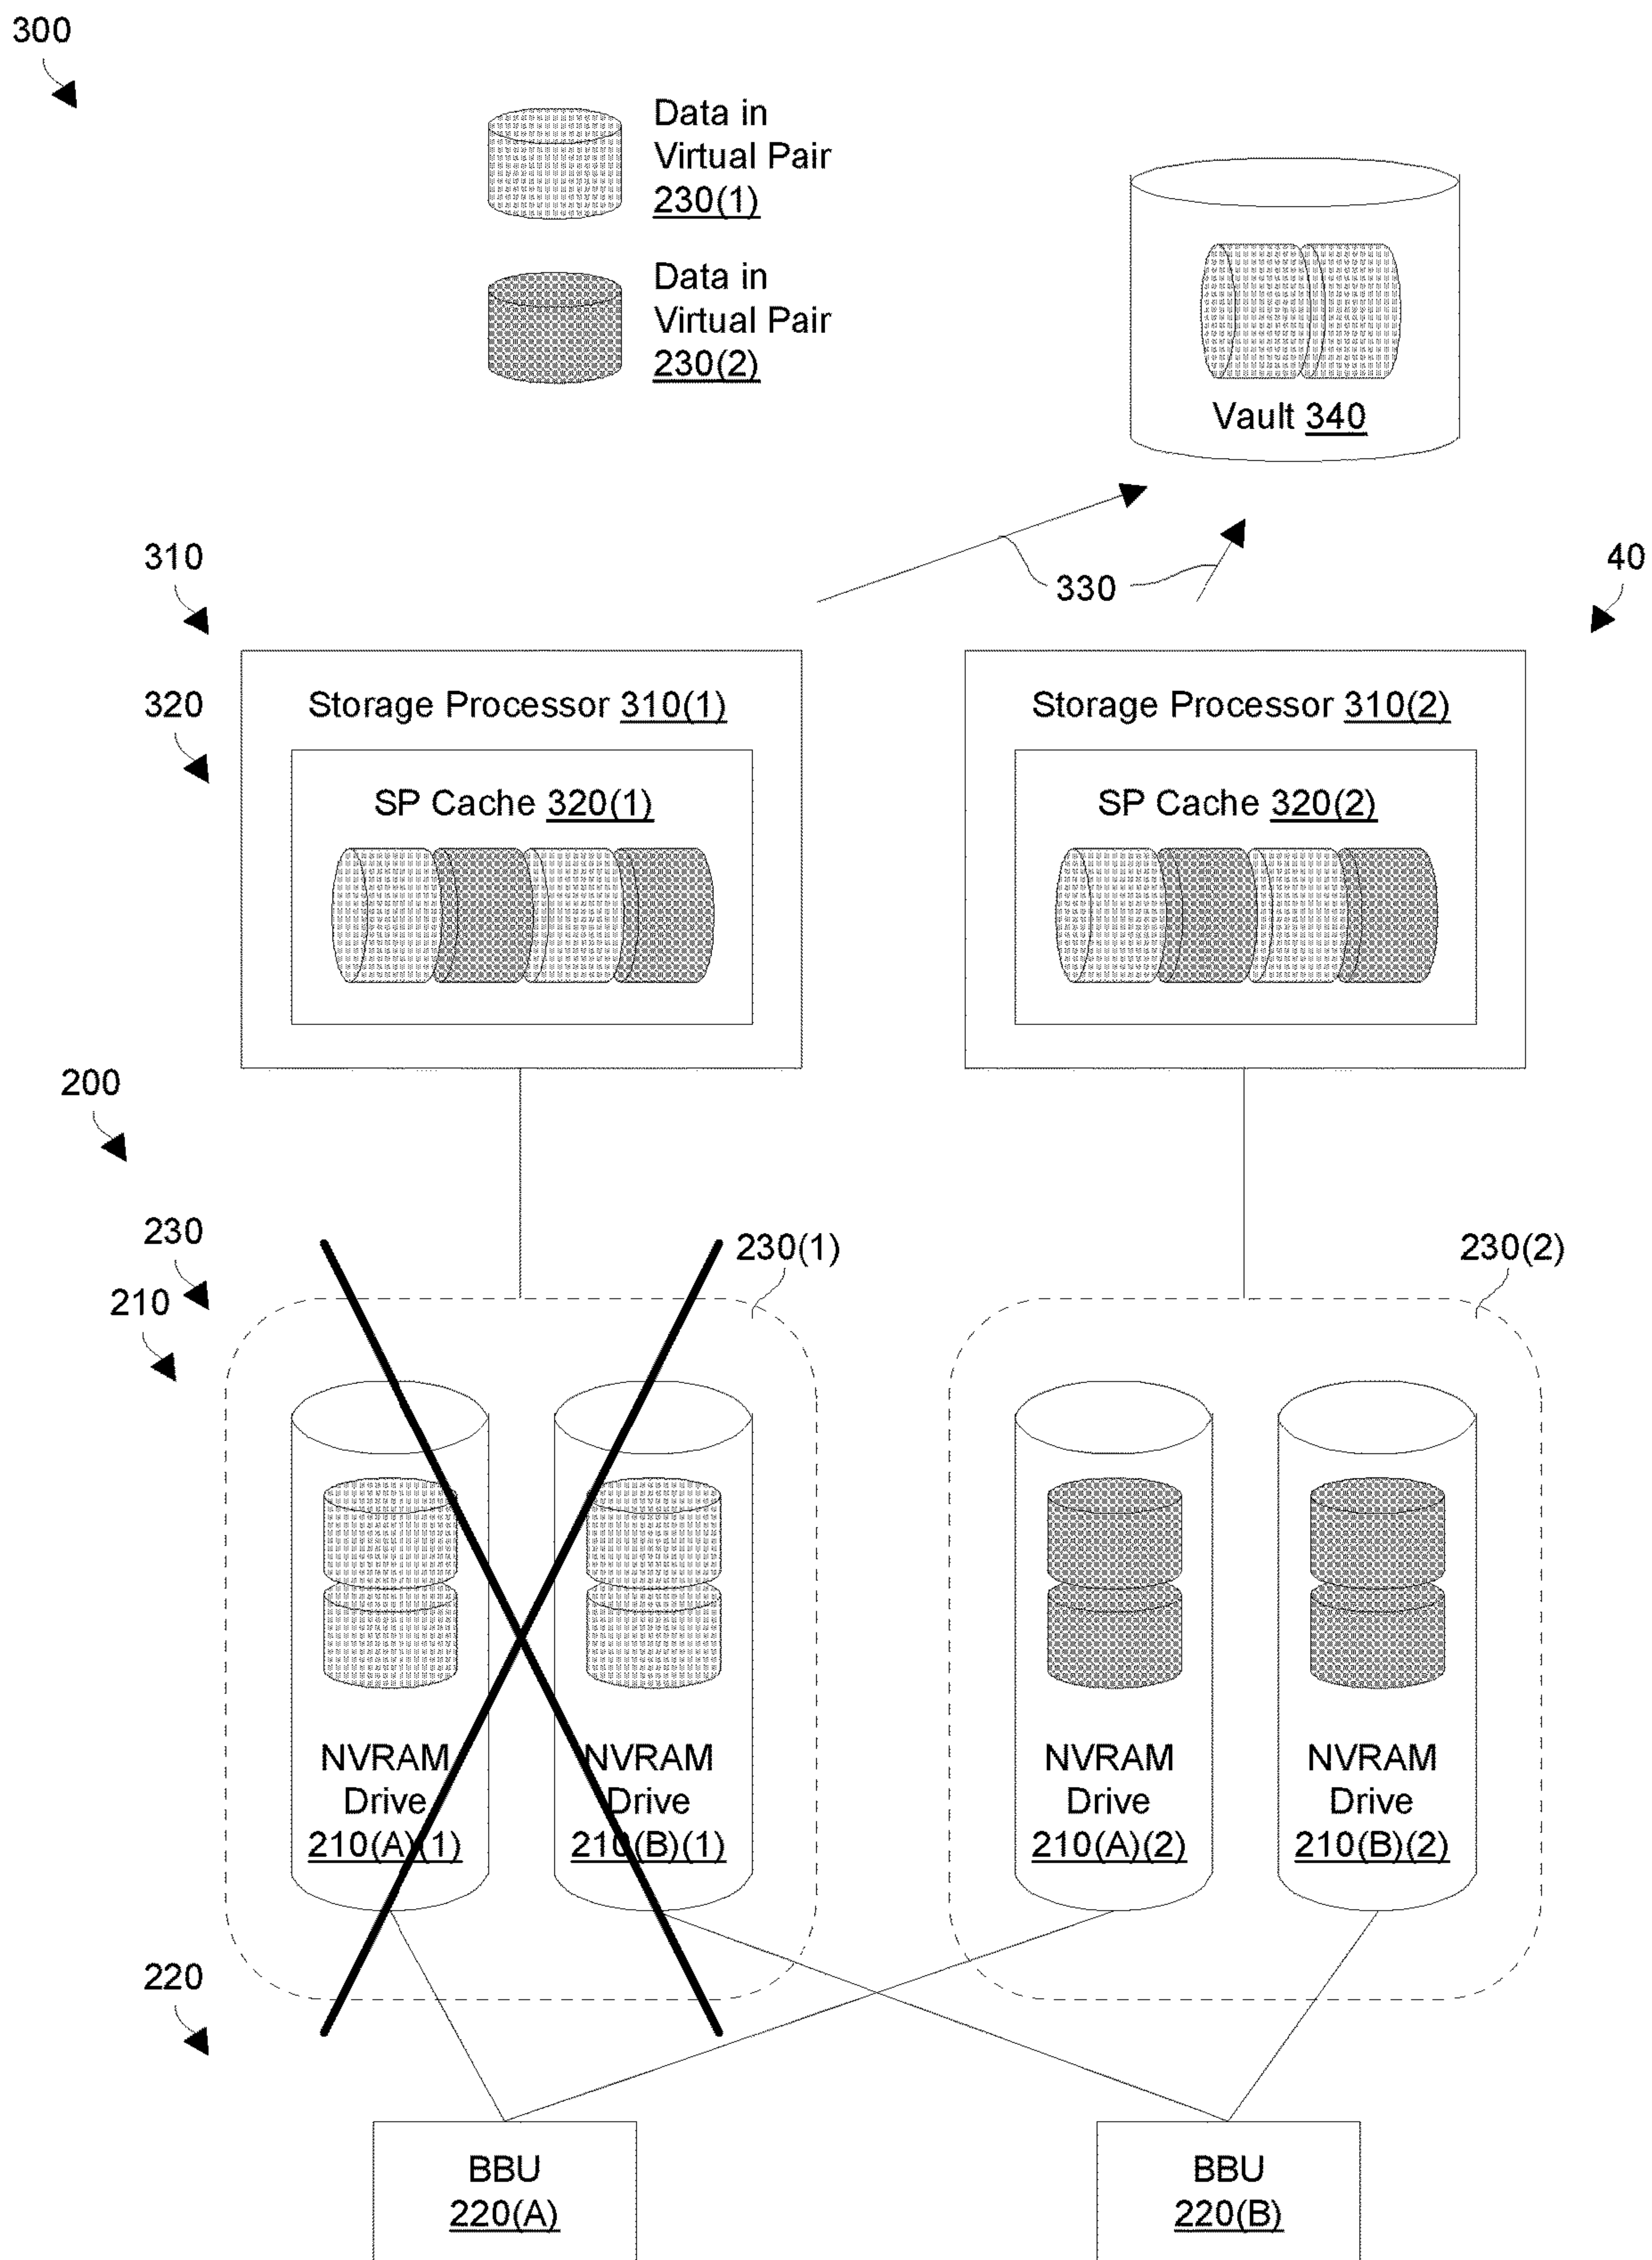 300
Data in
Virtual Pair
230(1)
Data in
Virtual Pair
230(2)
Vault 340
310
330
40
320
Storage Processor 310(1)
Storage Processor 310(2)
SP Cache 320(1)
SP Cache 320(2)
200
230
230(1)
230(2)
210
NVRAM
Drive
210(A)(1)
NVRAM
Drive
210(B)(1)
NVRAM
Drive
210(A)(2)
NVRAM
Drive
210(B)(2)
220
BBU
220(A)
BBU
220(B)